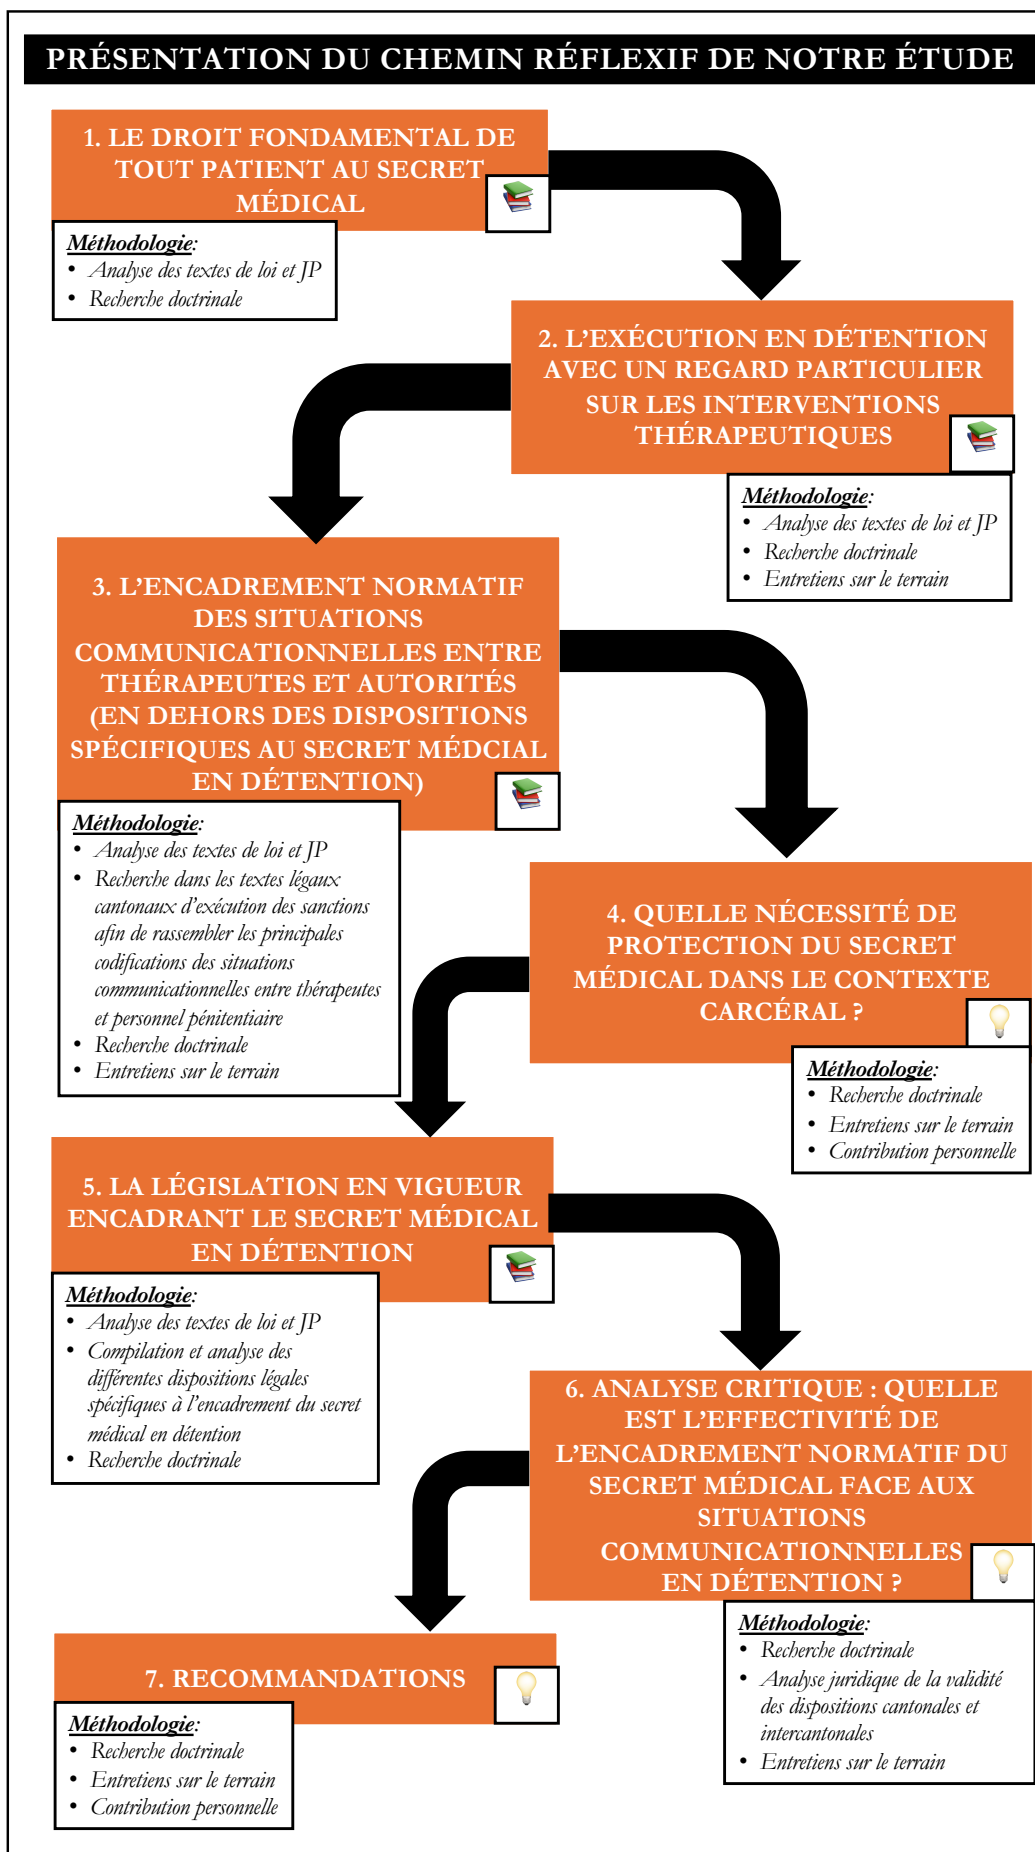 PRÉSENTATION DU CHEMIN RÉFLEXIF DE NOTRE ÉTUDE
1. LE DROIT FONDAMENTAL DE
TOUT PATIENT AU SECRET
MÉDICAL
Méthodologie:
• Analyse des textes de loi et JP
• Recherche doctrinale
2. L'EXÉCUTION EN DÉTENTION
AVEC UN REGARD PARTICULIER
SUR LES INTERVENTIONS
THÉRAPEUTIQUES
Méthodologie:
• Analyse des textes de loi et JP
• Recherche doctrinale
• Entretiens sur le terrain
3. L'ENCADREMENT NORMATIF
DES SITUATIONS
COMMUNICATIONNELLES ENTRE
THÉRAPEUTES ET AUTORITÉS
(EN DEHORS DES DISPOSITIONS
SPÉCIFIQUES AU SECRET MÉDCIAL
EN DÉTENTION)
Méthodologie:
• Analyse des textes de loi et JP
• Recherche dans les textes légaux
cantonaux d'exécution des sanctions
afin de rassembler les principales
codifications des situations
communicationnelles entre thérapeutes
et personnel pénitentiaire
• Recherche doctrinale
• Entretiens sur le terrain
4. QUELLE NÉCESSITÉ DE
PROTECTION DU SECRET
MÉDICAL DANS LE CONTEXTE
CARCÉRAL ?
Méthodologie:
• Recherche doctrinale
• Entretiens sur le terrain
• Contribution personnelle
5. LA LÉGISLATION EN VIGUEUR
ENCADRANT LE SECRET MÉDICAL
EN DÉTENTION
Méthodologie:
• Analyse des textes de loi et JP
• Compilation et analyse des
différentes dispositions légales
spécifiques à l'encadrement du secret
médical en détention
• Recherche doctrinale
6. ANALYSE CRITIQUE : QUELLE
EST L'EFFECTIVITÉ DE
L'ENCADREMENT NORMATIF DU
SECRET MÉDICAL FACE AUX
SITUATIONS
COMMUNICATIONNELLES
EN DÉTENTION ?
Méthodologie:
• Recherche doctrinale
• Analyse juridique de la validité
des dispositions cantonales et
intercantonales
• Entretiens sur le terrain
7. RECOMMANDATIONS
Méthodologie:
• Recherche doctrinale
• Entretiens sur le terrain
• Contribution personnelle